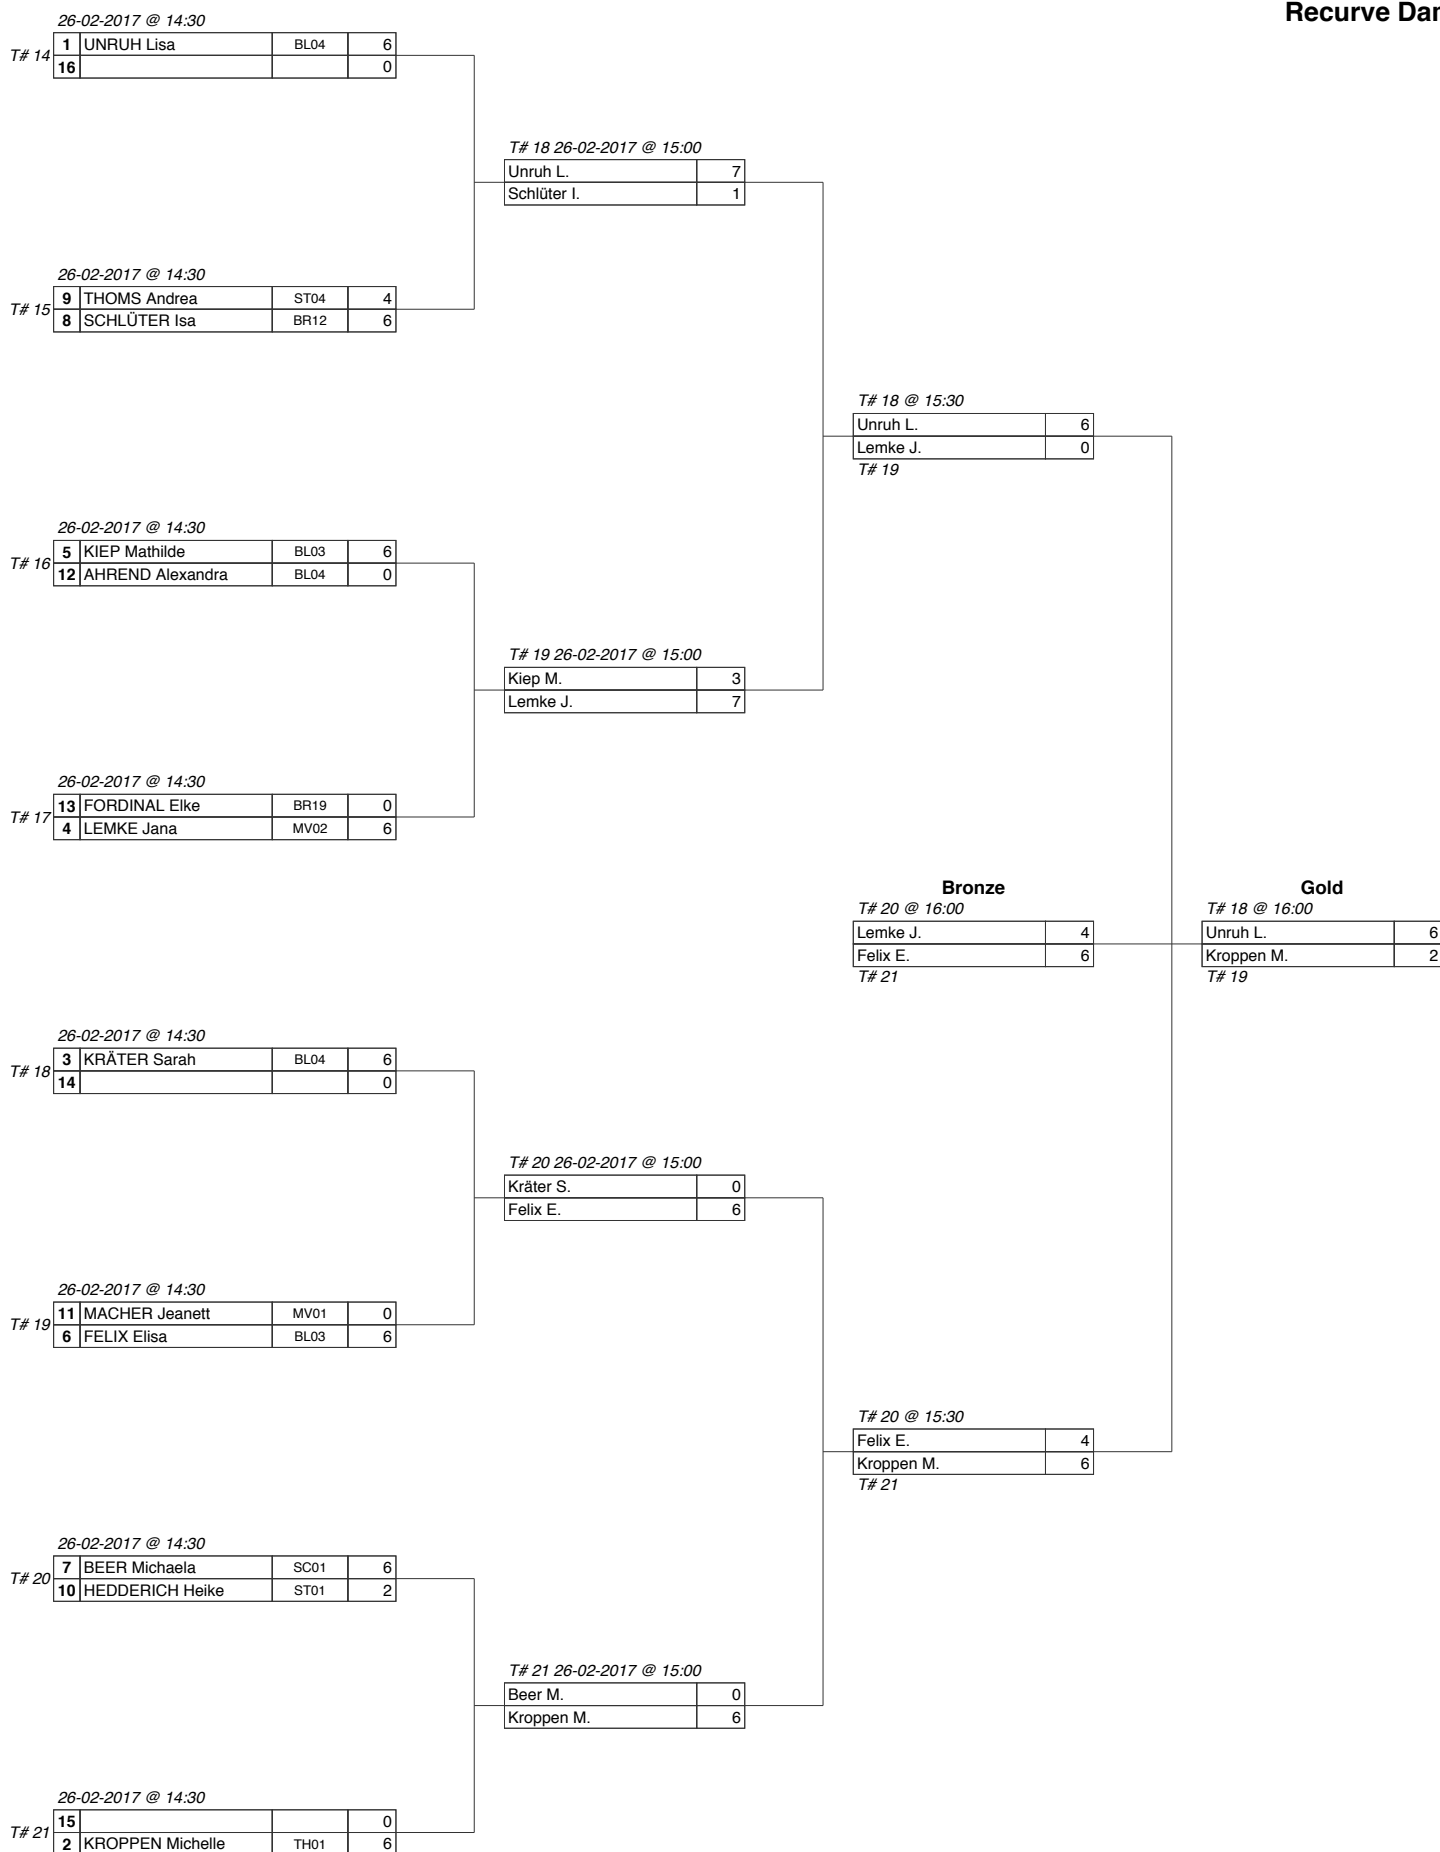 Recurve Dam
26-02-2017 @ 14:30
T# 14
1 UNRUH Lisa BL04 6
16 0
T# 18 26-02-2017 @ 15:00
Unruh L. 7
Schlüter I. 1
26-02-2017 @ 14:30
T# 15
9 THOMS Andrea ST04 4
8 SCHLÜTER Isa BR12 6
T# 18 @ 15:30
Unruh L. 6
Lemke J. 0
T# 19
26-02-2017 @ 14:30
T# 16
5 KIEP Mathilde BL03 6
12 AHREND Alexandra BL04 0
T# 19 26-02-2017 @ 15:00
Kiep M. 3
Lemke J. 7
26-02-2017 @ 14:30
T# 17
13 FORDINAL Elke BR19 0
4 LEMKE Jana MV02 6
Bronze
T# 20 @ 16:00
Lemke J. 4
Felix E. 6
T# 21
Gold
T# 18 @ 16:00
Unruh L. 6
Kroppen M. 2
T# 19
26-02-2017 @ 14:30
T# 18
3 KRÄTER Sarah BL04 6
14 0
T# 20 26-02-2017 @ 15:00
Kräter S. 0
Felix E. 6
26-02-2017 @ 14:30
T# 19
11 MACHER Jeanett MV01 0
6 FELIX Elisa BL03 6
T# 20 @ 15:30
Felix E. 4
Kroppen M. 6
T# 21
26-02-2017 @ 14:30
T# 20
7 BEER Michaela SC01 6
10 HEDDERICH Heike ST01 2
T# 21 26-02-2017 @ 15:00
Beer M. 0
Kroppen M. 6
26-02-2017 @ 14:30
T# 21
15 0
2 KROPPEN Michelle TH01 6